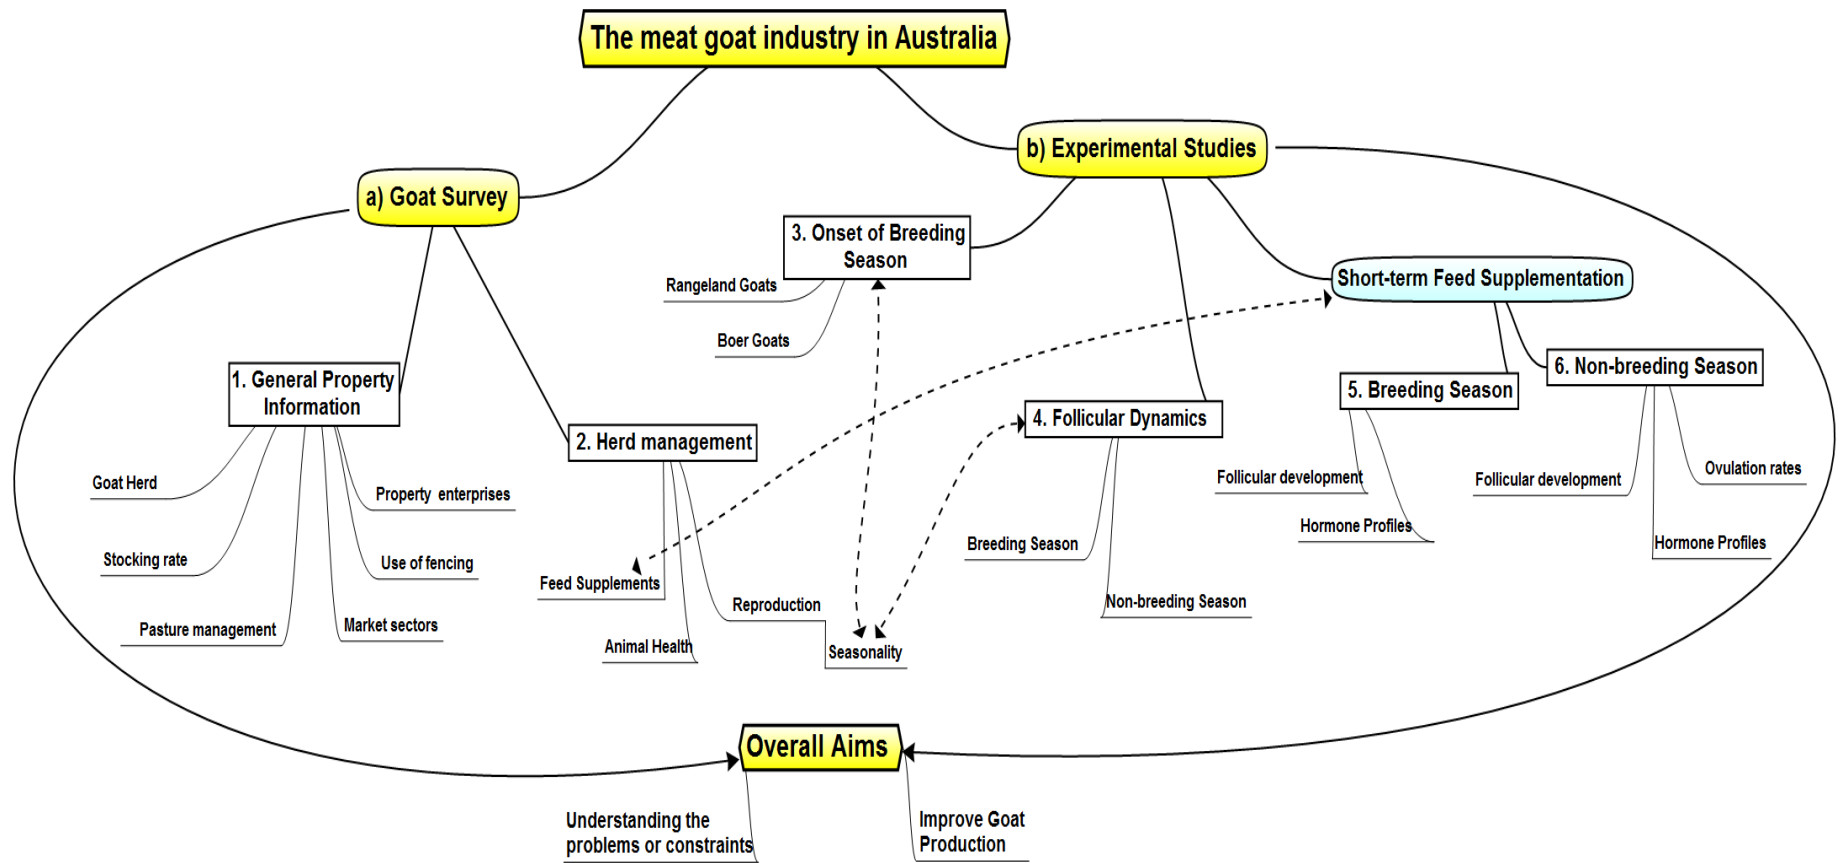 The meat goat industry in Australia
b) Experimental Studies
a) Goat Survey
3. Onset of Breeding
Season
Rangeland Goats
Boer Goats
Short-term Feed Supplementation
1. General Property
Information
2. Herd management
4. Follicular Dynamics
5. Breeding Season
6. Non-breeding Season
Goat Herd
Stocking rate
Pasture management
Property enterprises
Use of fencing
Market sectors
Feed Supplements
Animal Health
Reproduction
Seasonality
Breeding Season
Non-breeding Season
Follicular development
Hormone Profiles
Follicular development
Ovulation rates
Hormone Profiles
Overall Aims
Understanding the
problems or constraints
Improve Goat
Production